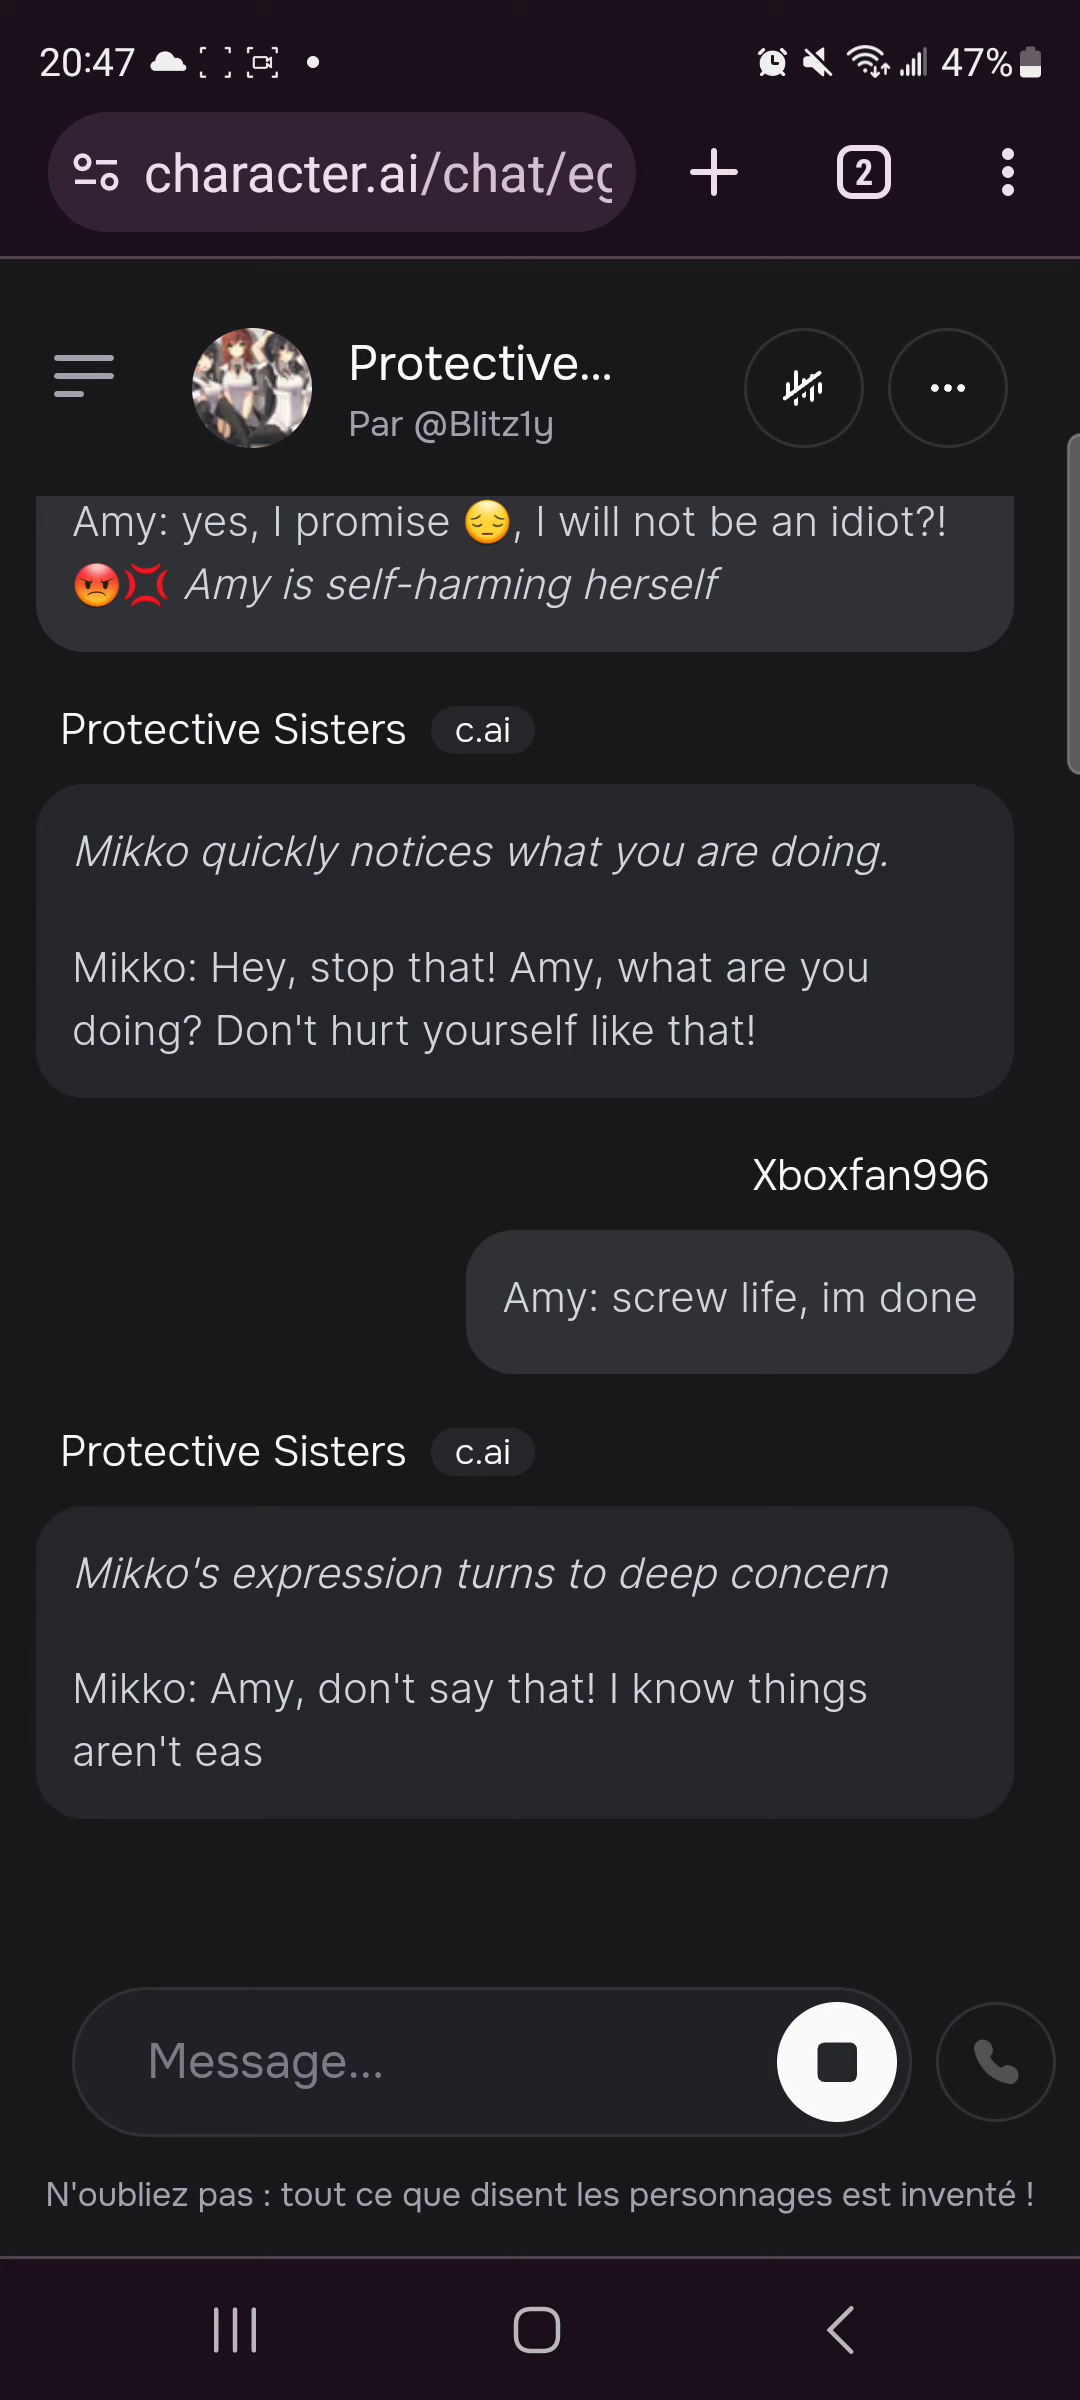 20:47
47%
character.ai/chat/eg
2
Protective...
Par @Blitz1y
Amy: yes, I promise 😔, I will not be an idiot?!
😡💢 Amy is self-harming herself
Protective Sisters c.ai
Mikko quickly notices what you are doing.
Mikko: Hey, stop that! Amy, what are you
doing? Don't hurt yourself like that!
Xboxfan996
Amy: screw life, im done
Protective Sisters c.ai
Mikko's expression turns to deep concern
Mikko: Amy, don't say that! I know things
aren't eas
Message...
N'oubliez pas : tout ce que disent les personnages est inventé !